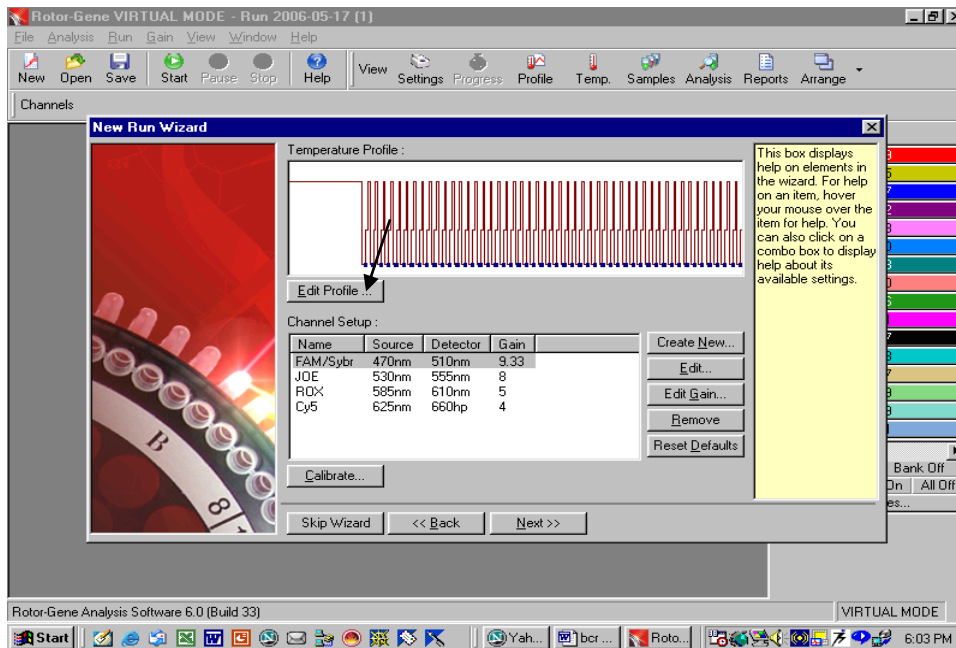 Rotor-Gene VIRTUAL MODE - Run 2006-05-17 (1)
File Analysis Run Gain View Window Help
New Open Save Start Pause Stop Help View Settings Progress Profile Temp. Samples Analysis Reports Arrange
Channels
New Run Wizard
Temperature Profile :
This box displays
help on elements in
the wizard. For help
on an item, hover
your mouse over the
item for help. You
can also click on a
combo box to display
help about its
available settings.
Edit Profile ...
Channel Setup :
Name Source Detector Gain
FAM/Sybr 470nm 510nm 9.33
JOE 530nm 555nm 8
ROX 585nm 610nm 5
Cy5 625nm 660hp 4
Create New...
Edit...
Edit Gain...
Remove
Reset Defaults
Calibrate...
Skip Wizard << Back Next >>
B
8
Bank Off
On All Off
es...
Rotor-Gene Analysis Software 6.0 (Build 33) VIRTUAL MODE
Start Yah... bcr ... Roto... 6:03 PM